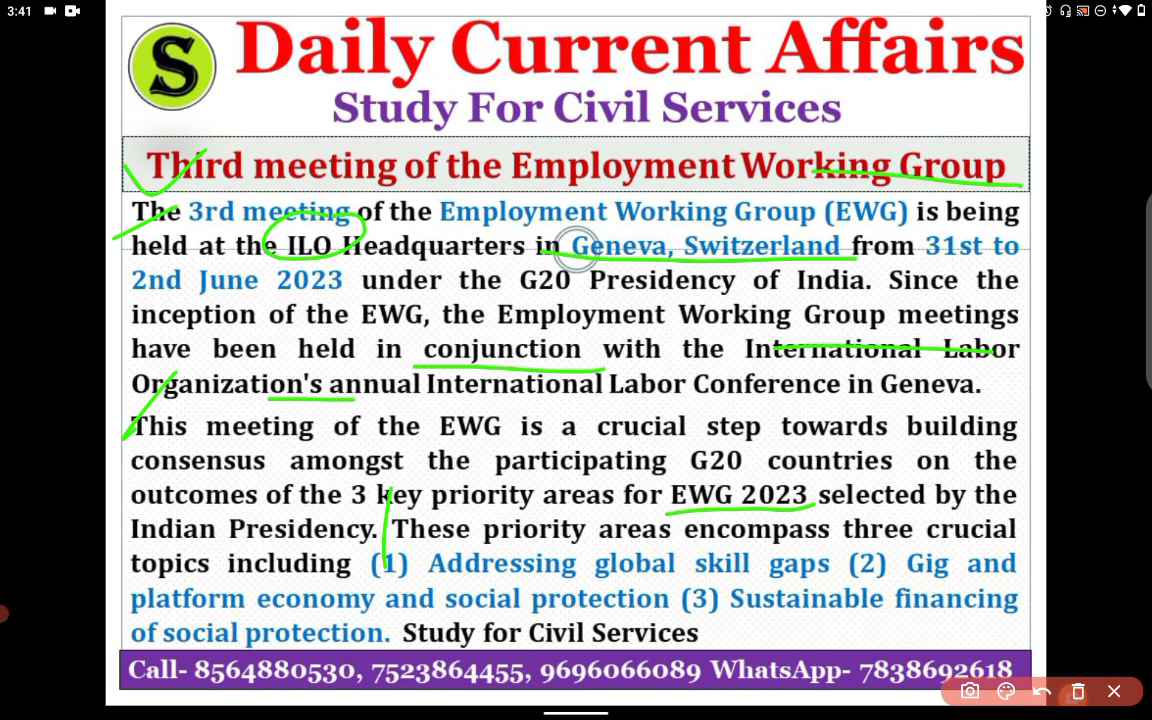 3:41
S
Daily Current Affairs
Study For Civil Services
Third meeting of the Employment Working Group
The 3rd meeting of the Employment Working Group (EWG) is being
held at the ILO Headquarters in Geneva, Switzerland from 31st to
2nd June 2023 under the G20 Presidency of India. Since the
inception of the EWG, the Employment Working Group meetings
have been held in conjunction with the International Labor
Organization's annual International Labor Conference in Geneva.
This meeting of the EWG is a crucial step towards building
consensus amongst the participating G20 countries on the
outcomes of the 3 key priority areas for EWG 2023 selected by the
Indian Presidency. These priority areas encompass three crucial
topics including (1) Addressing global skill gaps (2) Gig and
platform economy and social protection (3) Sustainable financing
of social protection. Study for Civil Services
Call- 8564880530, 7523864455, 9696066089 WhatsApp- 7838692618